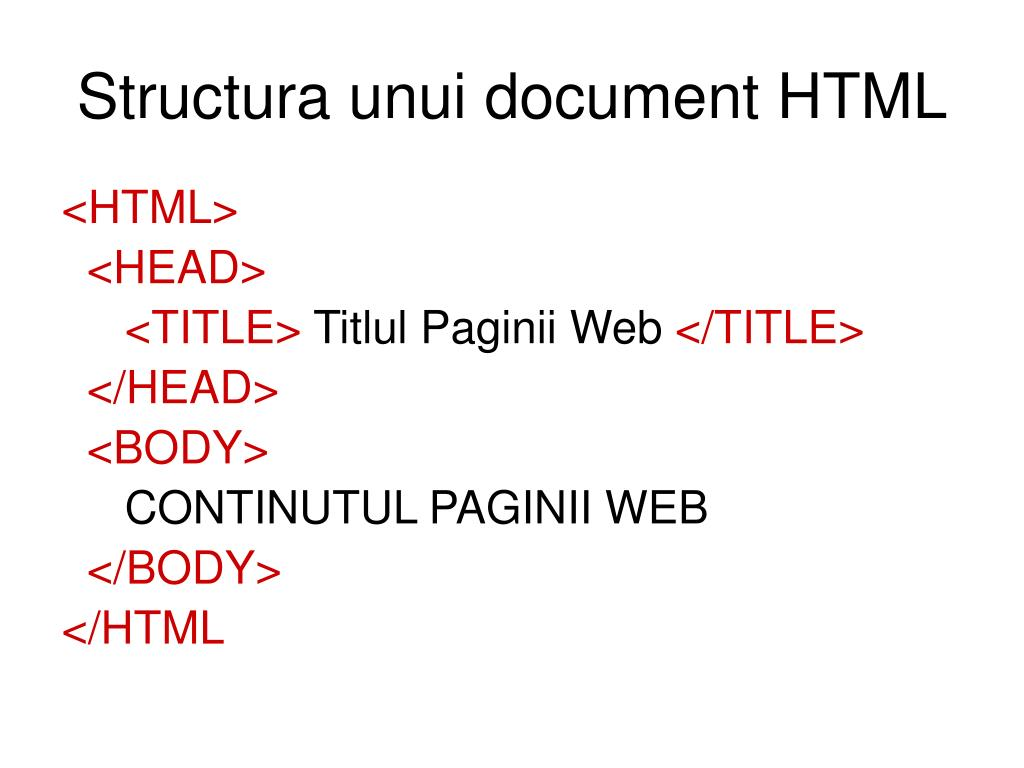 Structura unui document HTML
<HTML>
<HEAD>
<TITLE> Titlul Paginii Web </TITLE>
</HEAD>
<BODY>
CONTINUTUL PAGINII WEB
</BODY>
</HTML